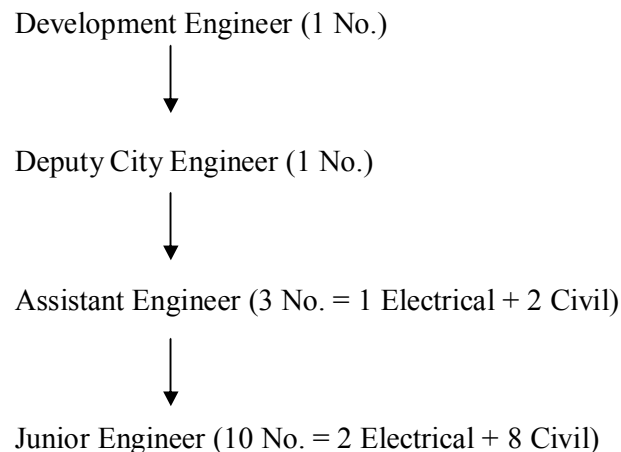 Development Engineer (1 No.)
Deputy City Engineer (1 No.)
Assistant Engineer (3 No. = 1 Electrical + 2 Civil)
Junior Engineer (10 No. = 2 Electrical + 8 Civil)